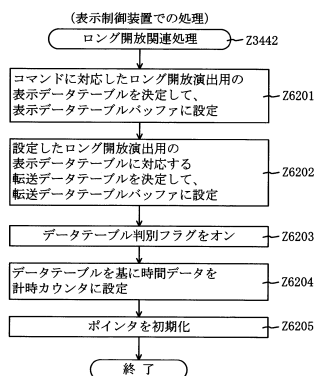 (表示制御装置での処理)
ロング開放関連処理
Z3442
コマンドに対応したロング開放演出用の
表示データテーブルを決定して、
表示データテーブルバッファに設定
Z6201
設定したロング開放演出用の
表示データテーブルに対応する
転送データテーブルを決定して、
転送データテーブルバッファに設定
Z6202
データテーブル判別フラグをオン
Z6203
データテーブルを基に時間データを
計時カウンタに設定
Z6204
ポインタを初期化
Z6205
終了